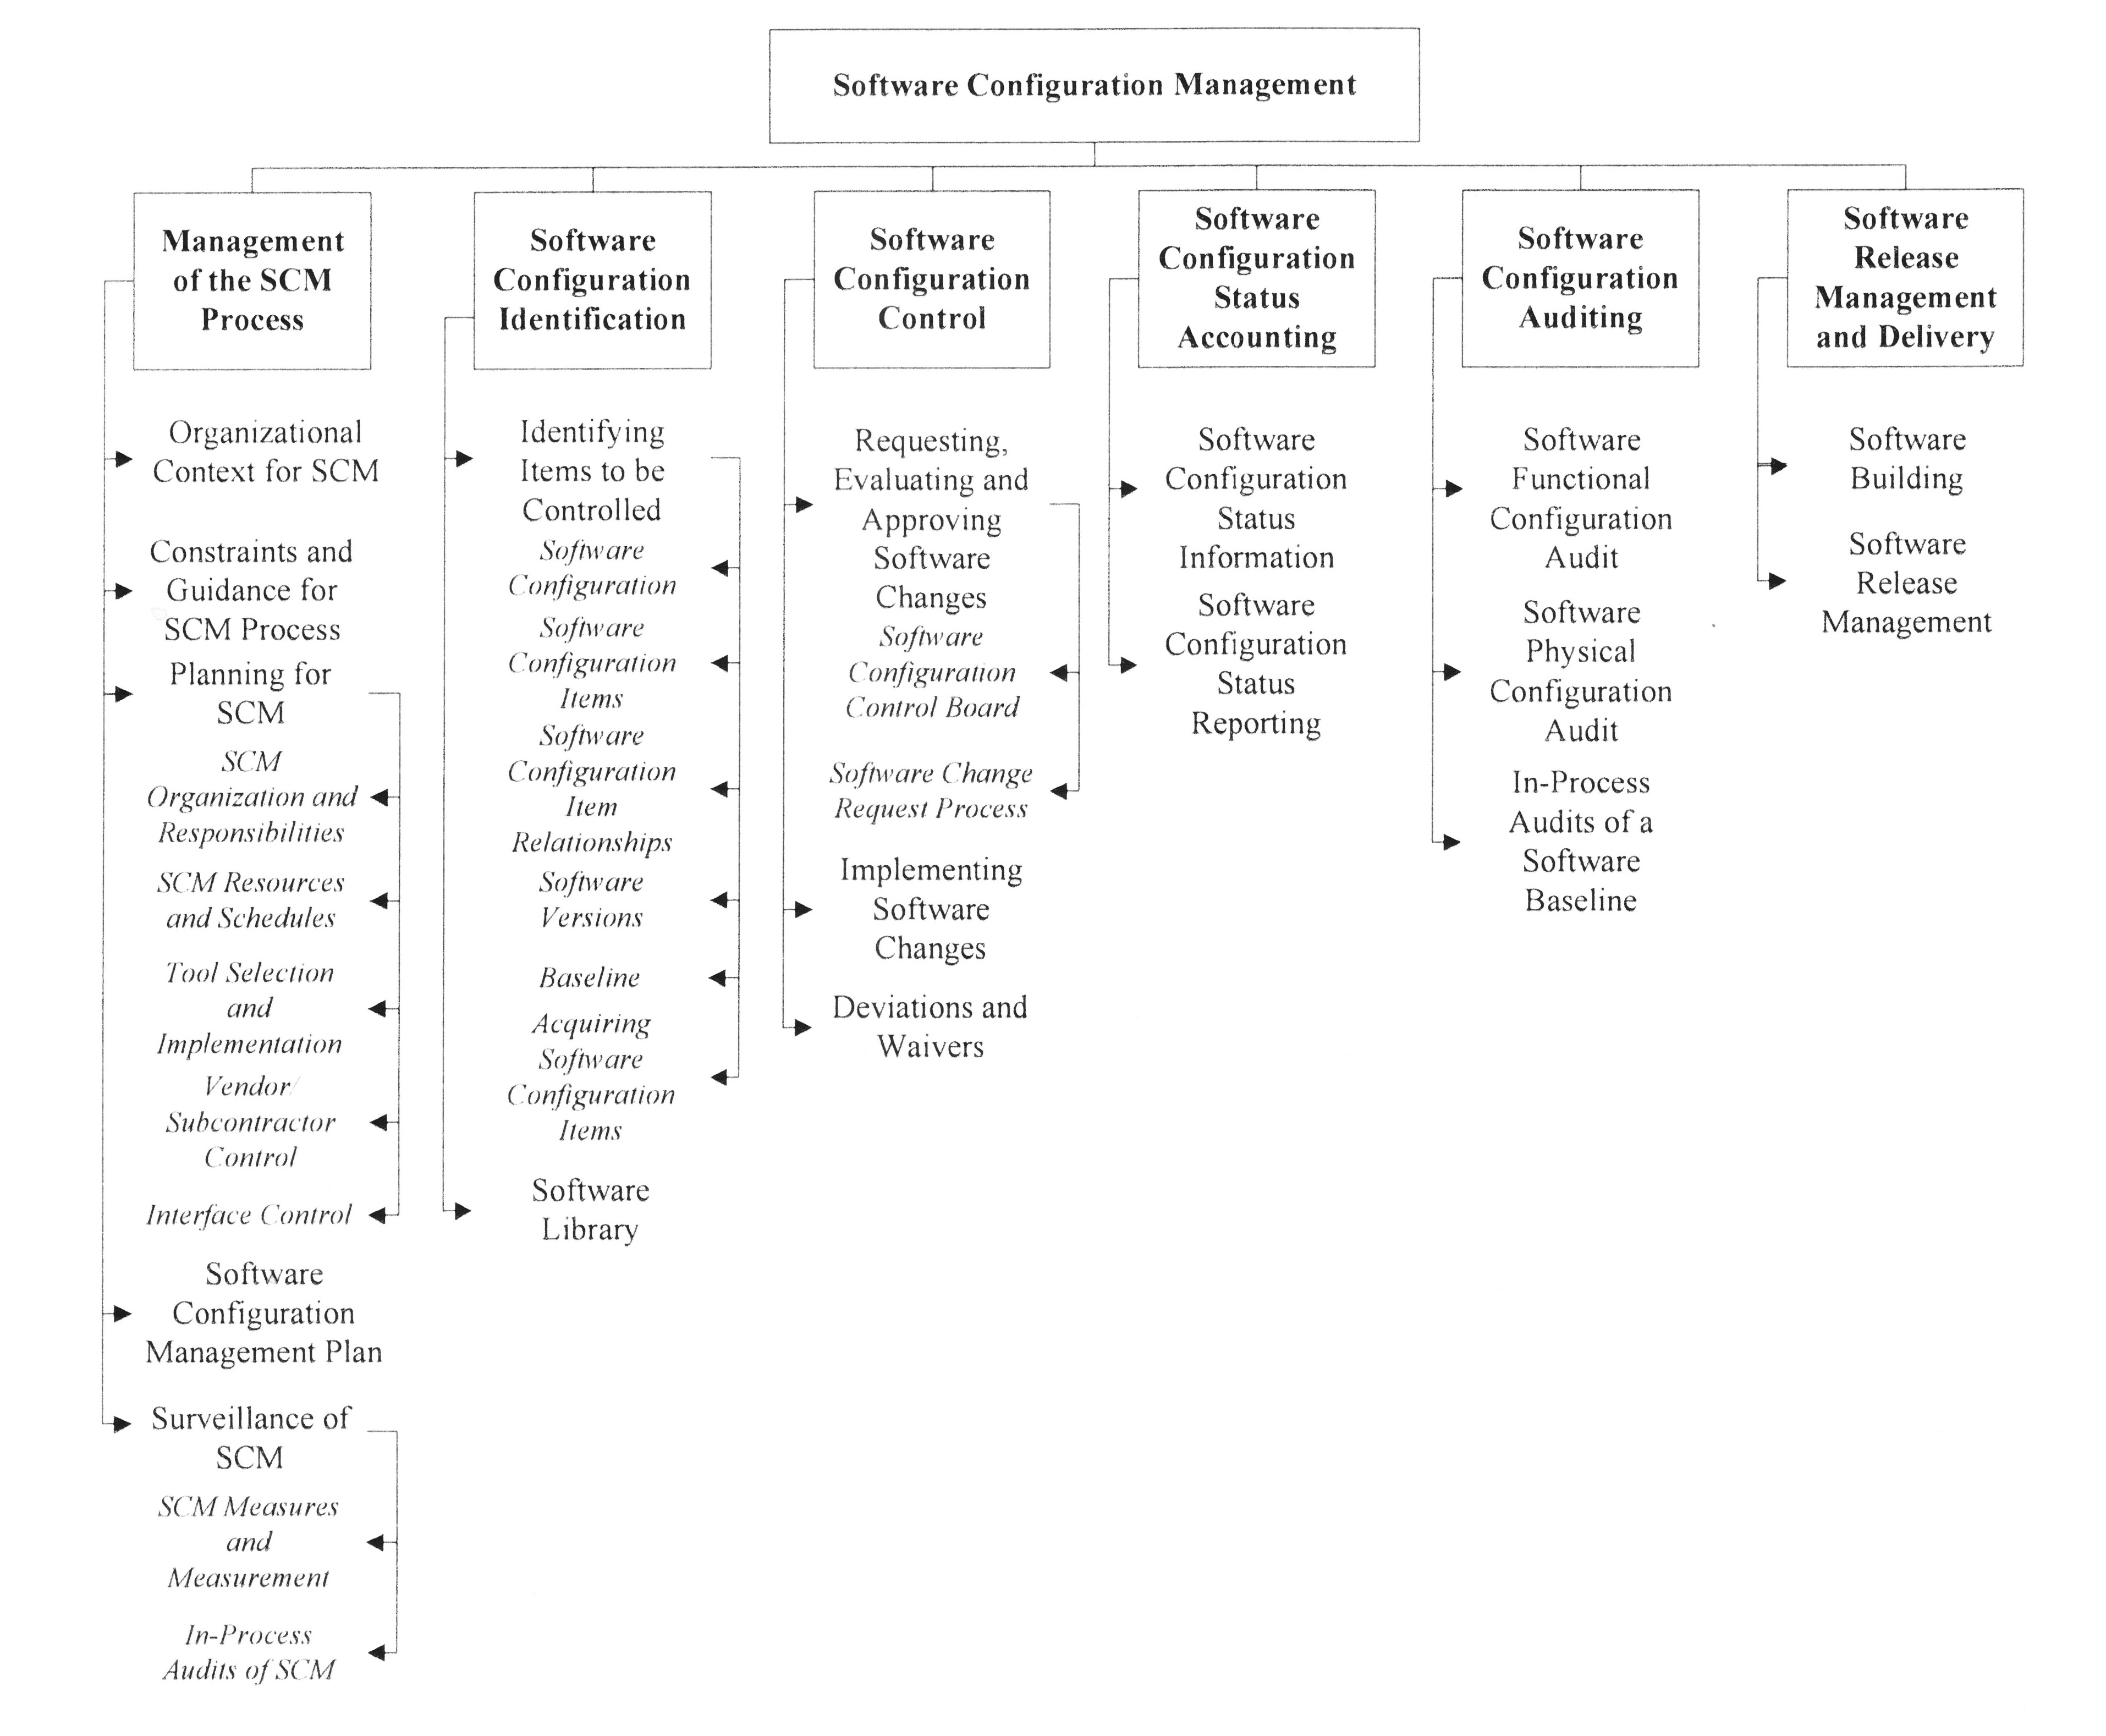 Software Configuration Management
Management
of the SCM
Process
Organizational
Context for SCM
Constraints and
Guidance for
SCM Process
Planning for
SCM
SCM
Organization and
Responsibilities
SCM Resources
and Schedules
Tool Selection
and
Implementation
Vendor/
Subcontractor
Control
Interface Control
Software
Configuration
Management Plan
Surveillance of
SCM
SCM Measures
and
Measurement
In-Process
Audits of SCM
Software
Configuration
Identification
Identifying
Items to be
Controlled
Software
Configuration
Software
Configuration
Items
Software
Configuration
Item
Relationships
Software
Versions
Baseline
Acquiring
Software
Configuration
Items
Software
Library
Software
Configuration
Control
Requesting,
Evaluating and
Approving
Software
Changes
Software
Configuration
Control Board
Software Change
Request Process
Implementing
Software
Changes
Deviations and
Waivers
Software
Configuration
Status
Accounting
Software
Configuration
Status
Information
Software
Configuration
Status
Reporting
Software
Configuration
Auditing
Software
Functional
Configuration
Audit
Software
Physical
Configuration
Audit
In-Process
Audits of a
Software
Baseline
Software
Release
Management
and Delivery
Software
Building
Software
Release
Management